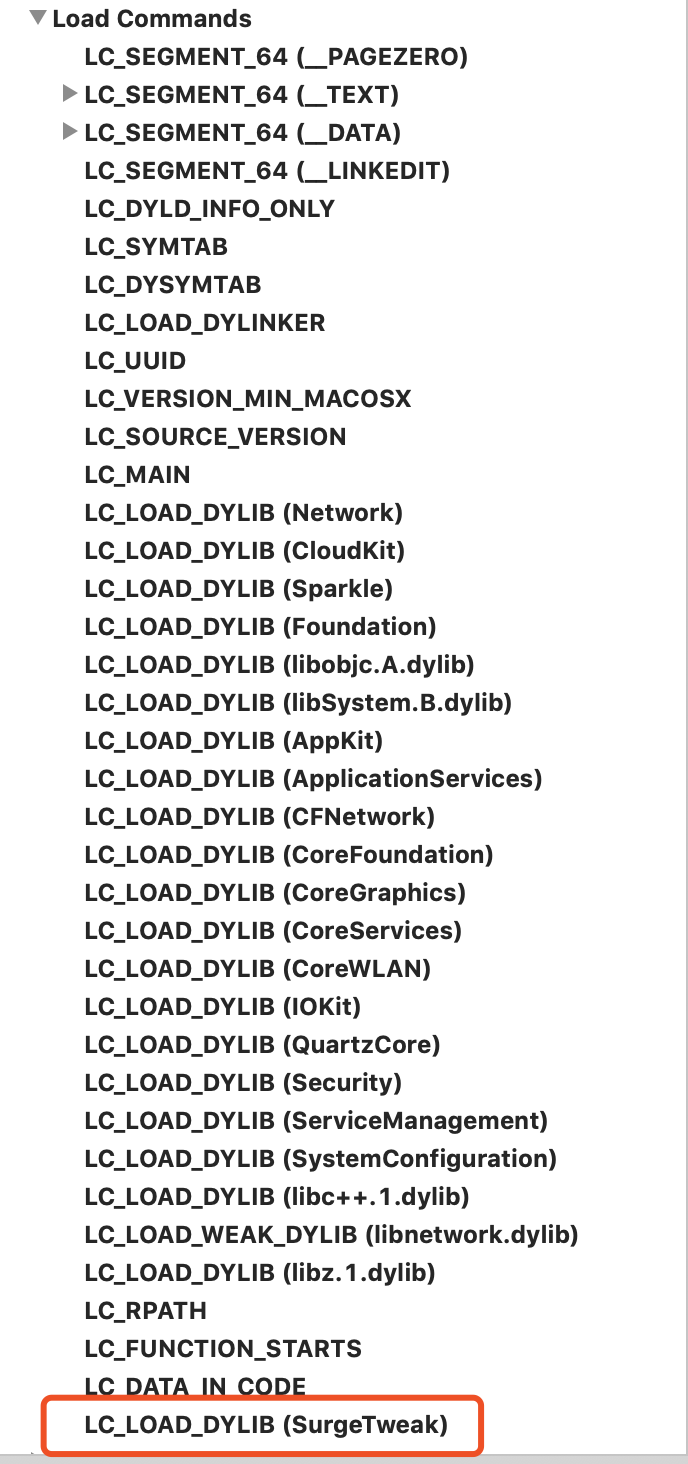 Load Commands
LC_SEGMENT_64 (__PAGEZERO)
LC_SEGMENT_64 (__TEXT)
LC_SEGMENT_64 (__DATA)
LC_SEGMENT_64 (__LINKEDIT)
LC_DYLD_INFO_ONLY
LC_SYMTAB
LC_DYSYMTAB
LC_LOAD_DYLINKER
LC_UUID
LC_VERSION_MIN_MACOSX
LC_SOURCE_VERSION
LC_MAIN
LC_LOAD_DYLIB (Network)
LC_LOAD_DYLIB (CloudKit)
LC_LOAD_DYLIB (Sparkle)
LC_LOAD_DYLIB (Foundation)
LC_LOAD_DYLIB (libobjc.A.dylib)
LC_LOAD_DYLIB (libSystem.B.dylib)
LC_LOAD_DYLIB (AppKit)
LC_LOAD_DYLIB (ApplicationServices)
LC_LOAD_DYLIB (CFNetwork)
LC_LOAD_DYLIB (CoreFoundation)
LC_LOAD_DYLIB (CoreGraphics)
LC_LOAD_DYLIB (CoreServices)
LC_LOAD_DYLIB (CoreWLAN)
LC_LOAD_DYLIB (IOKit)
LC_LOAD_DYLIB (QuartzCore)
LC_LOAD_DYLIB (Security)
LC_LOAD_DYLIB (ServiceManagement)
LC_LOAD_DYLIB (SystemConfiguration)
LC_LOAD_DYLIB (libc++.1.dylib)
LC_LOAD_WEAK_DYLIB (libnetwork.dylib)
LC_LOAD_DYLIB (libz.1.dylib)
LC_RPATH
LC_FUNCTION_STARTS
LC_DATA_IN_CODE
LC_LOAD_DYLIB (SurgeTweak)